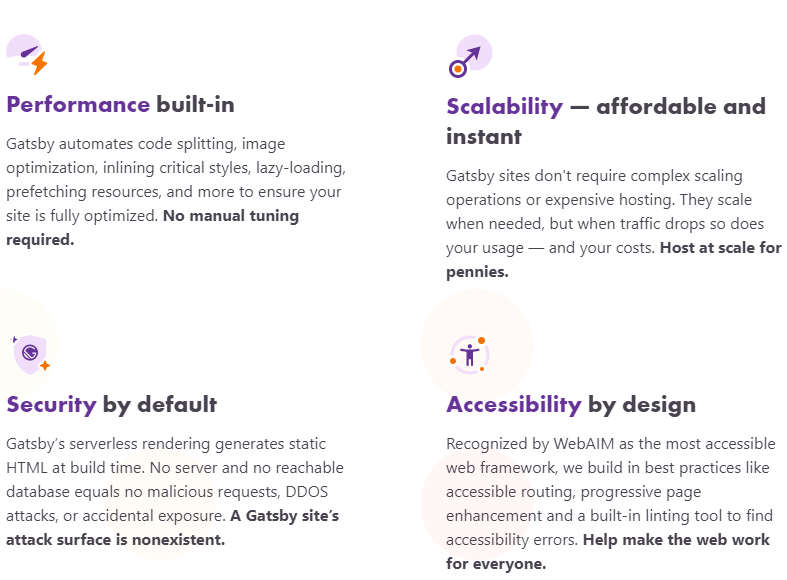 Performance built-in
Gatsby automates code splitting, image
optimization, inlining critical styles, lazy-loading,
prefetching resources, and more to ensure your
site is fully optimized. No manual tuning
required.
Scalability — affordable and
instant
Gatsby sites don't require complex scaling
operations or expensive hosting. They scale
when needed, but when traffic drops so does
your usage — and your costs. Host at scale for
pennies.
Security by default
Gatsby’s serverless rendering generates static
HTML at build time. No server and no reachable
database equals no malicious requests, DDOS
attacks, or accidental exposure. A Gatsby site’s
attack surface is nonexistent.
Accessibility by design
Recognized by WebAIM as the most accessible
web framework, we build in best practices like
accessible routing, progressive page
enhancement and a built-in linting tool to find
accessibility errors. Help make the web work
for everyone.